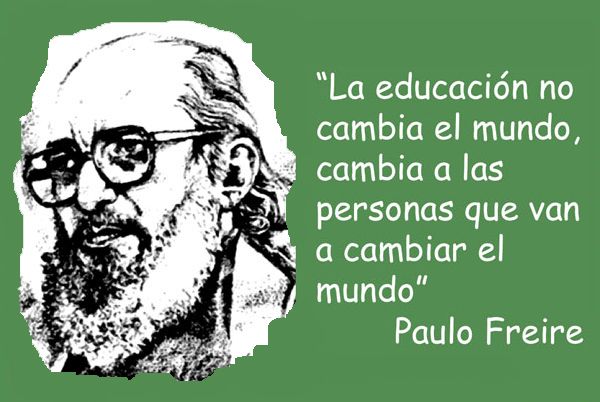 “La educación no
cambia el mundo,
cambia a las
personas que van
a cambiar el
mundo”
Paulo Freire